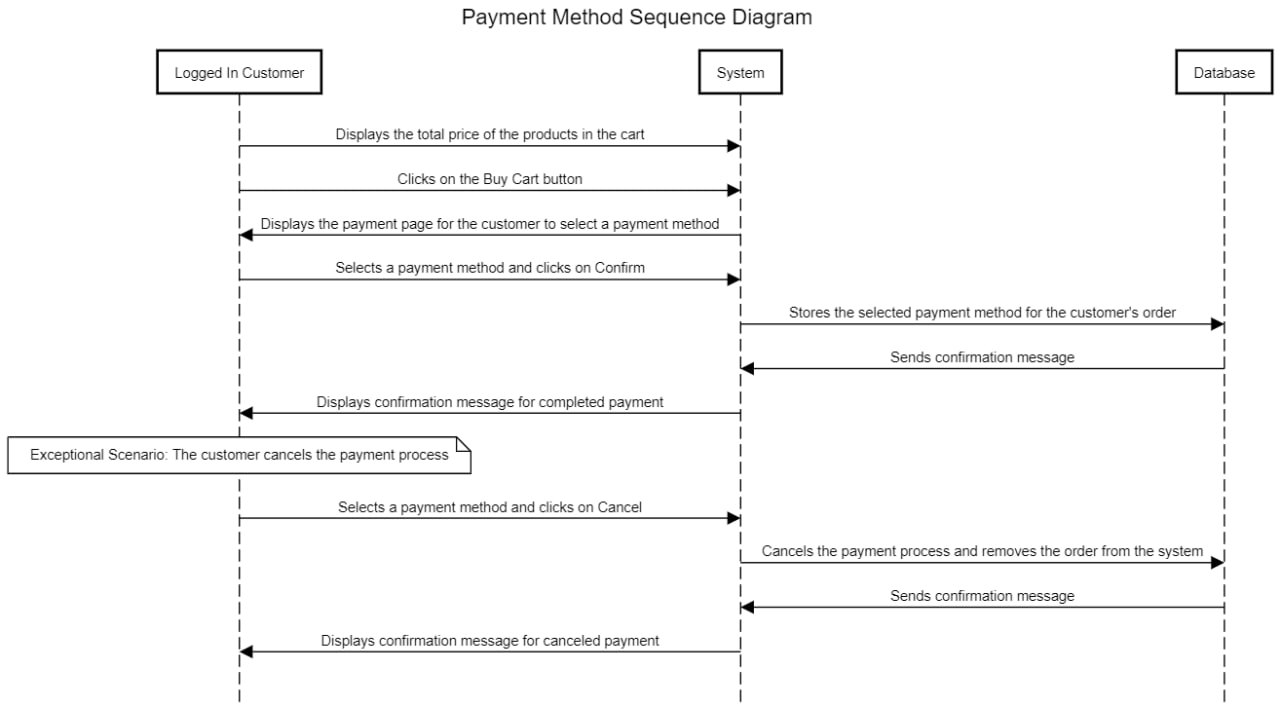 Payment Method Sequence Diagram
Logged In Customer
System
Database
Displays the total price of the products in the cart
Clicks on the Buy Cart button
Displays the payment page for the customer to select a payment method
Selects a payment method and clicks on Confirm
Stores the selected payment method for the customer's order
Sends confirmation message
Displays confirmation message for completed payment
Exceptional Scenario: The customer cancels the payment process
Selects a payment method and clicks on Cancel
Cancels the payment process and removes the order from the system
Sends confirmation message
Displays confirmation message for canceled payment